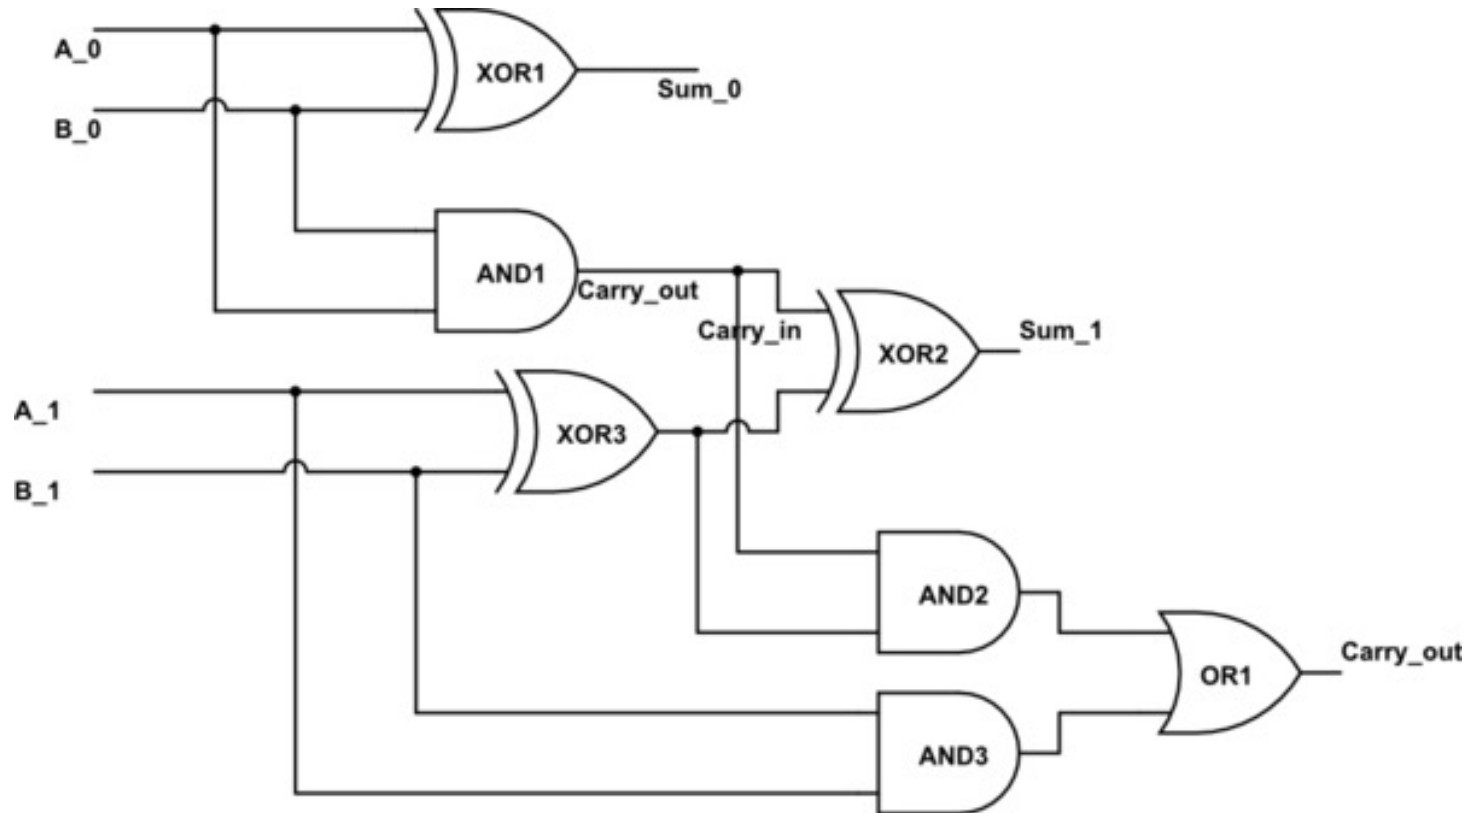 A_0
XOR1
Sum_0
B_0
AND1
Carry_out
Carry_in
XOR2
Sum_1
A_1
XOR3
B_1
AND2
Carry_out
OR1
AND3